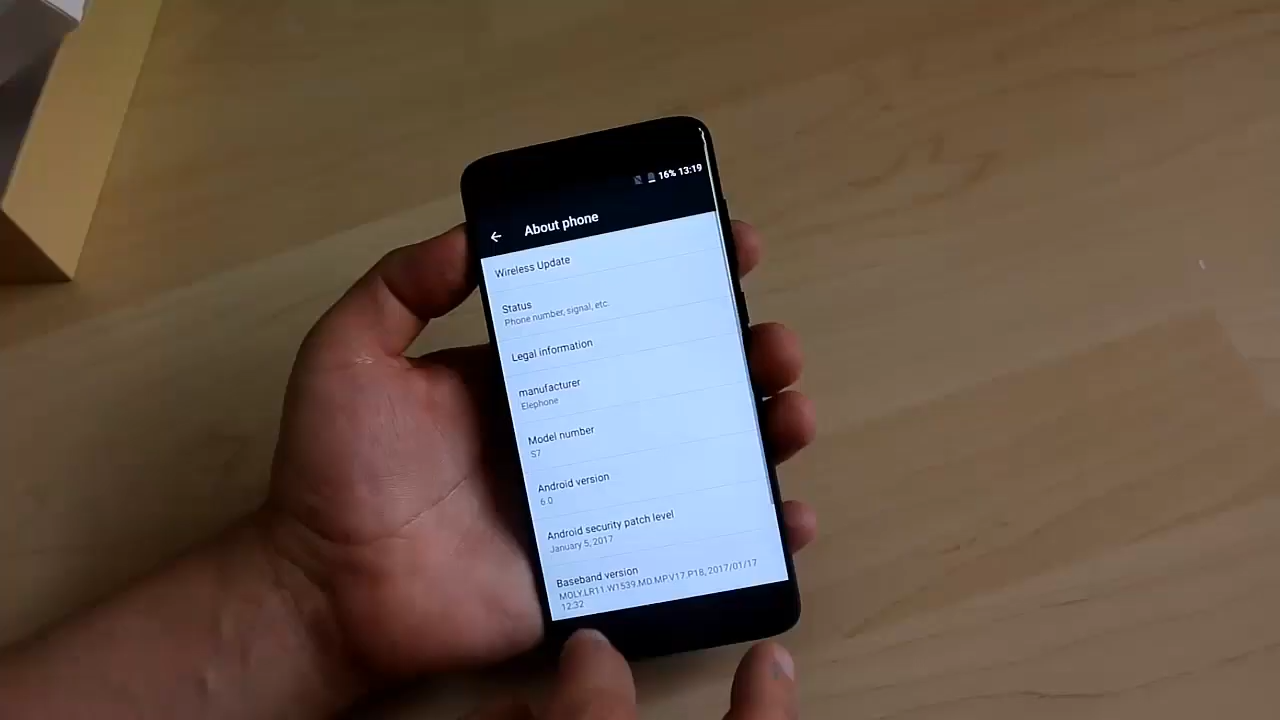 16% 13:19
About phone
Wireless Update
Status
Phone number, signal, etc.
Legal information
manufacturer
Elephone
Model number
S7
Android version
6.0
Android security patch level
January 5, 2017
Baseband version
MOLY.LR11.W1539.MD.MP.V17.P18, 2017/01/17
12:32